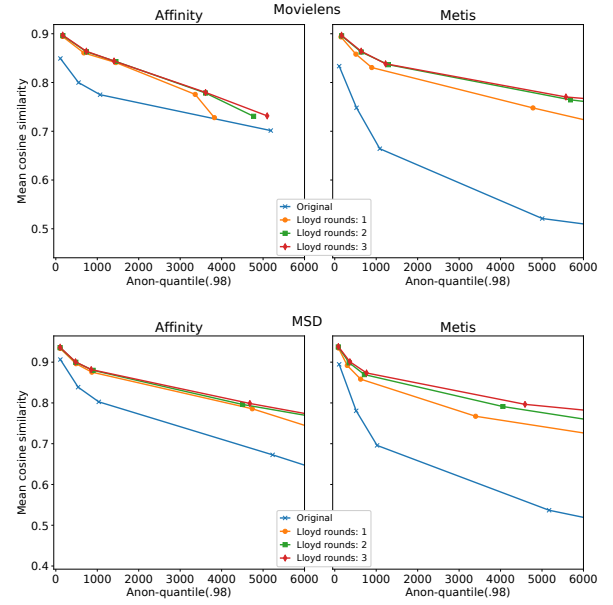 Movielens
Affinity
Metis
Mean cosine similarity
0.9
0.8
0.7
0.6
0.5
0 1000 2000 3000 4000 5000 6000
0 1000 2000 3000 4000 5000 6000
Anon-quantile(.98)
Anon-quantile(.98)
Original
Lloyd rounds: 1
Lloyd rounds: 2
Lloyd rounds: 3
MSD
Affinity
Metis
Mean cosine similarity
0.9
0.8
0.7
0.6
0.5
0.4
0 1000 2000 3000 4000 5000 6000
0 1000 2000 3000 4000 5000 6000
Anon-quantile(.98)
Anon-quantile(.98)
Original
Lloyd rounds: 1
Lloyd rounds: 2
Lloyd rounds: 3